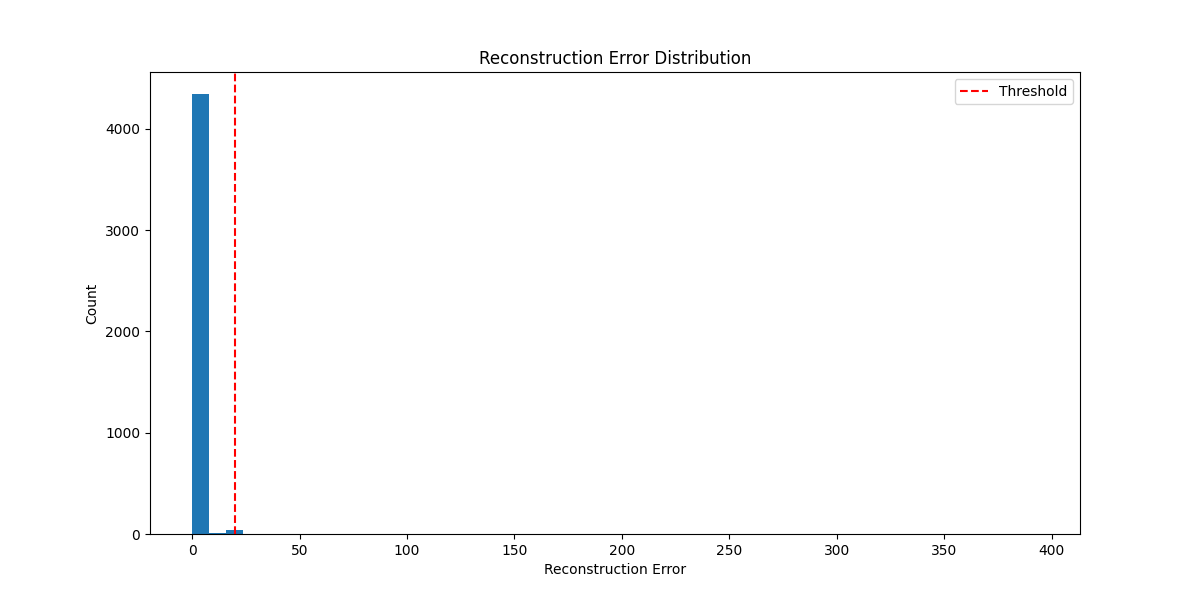 Reconstruction Error Distribution
Threshold
4000
3000
2000
1000
0
Count
0 50 100 150 200 250 300 350 400
Reconstruction Error